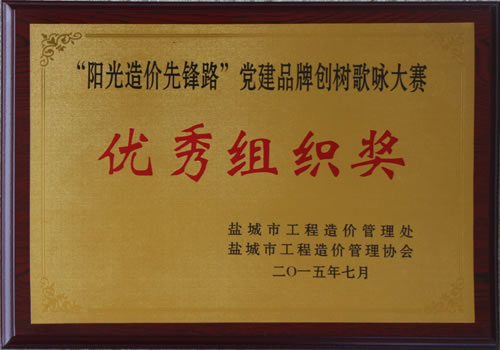 “阳光造价先锋路”党建品牌创树歌咏大赛
优秀组织奖
盐城市工程造价管理处
盐城市工程造价管理协会
二〇一五年七月